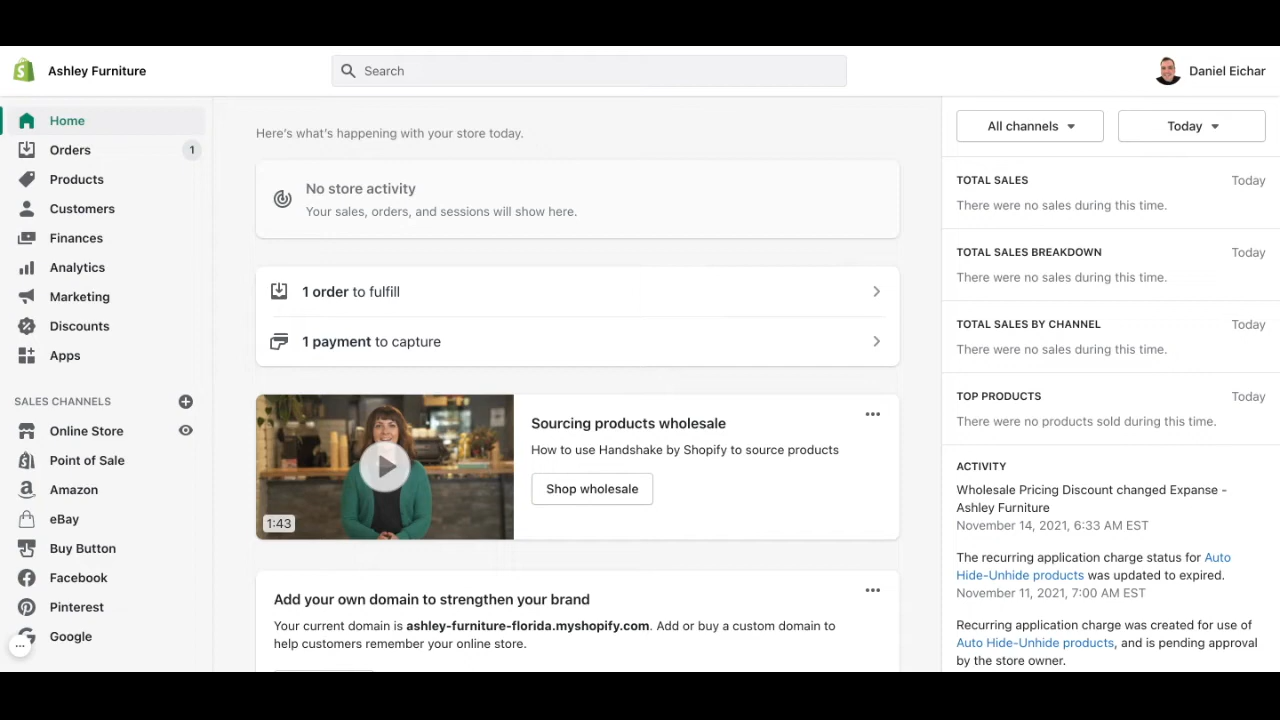 Ashley Furniture
Search
Daniel Eichar
Home
Orders 1
Products
Customers
Finances
Analytics
Marketing
Discounts
Apps
SALES CHANNELS
Online Store
Point of Sale
Amazon
eBay
Buy Button
Facebook
Pinterest
Google
Here's what's happening with your store today.
No store activity
Your sales, orders, and sessions will show here.
1 order to fulfill
1 payment to capture
1:43
Sourcing products wholesale
How to use Handshake by Shopify to source products
Shop wholesale
Add your own domain to strengthen your brand
Your current domain is ashley-furniture-florida.myshopify.com. Add or buy a custom domain to
help customers remember your online store.
All channels
Today
TOTAL SALES Today
There were no sales during this time.
TOTAL SALES BREAKDOWN Today
There were no sales during this time.
TOTAL SALES BY CHANNEL Today
There were no sales during this time.
TOP PRODUCTS Today
There were no products sold during this time.
ACTIVITY
Wholesale Pricing Discount changed Expanse -
Ashley Furniture
November 14, 2021, 6:33 AM EST
The recurring application charge status for Auto
Hide-Unhide products was updated to expired.
November 11, 2021, 7:00 AM EST
Recurring application charge was created for use of
Auto Hide-Unhide products, and is pending approval
by the store owner.